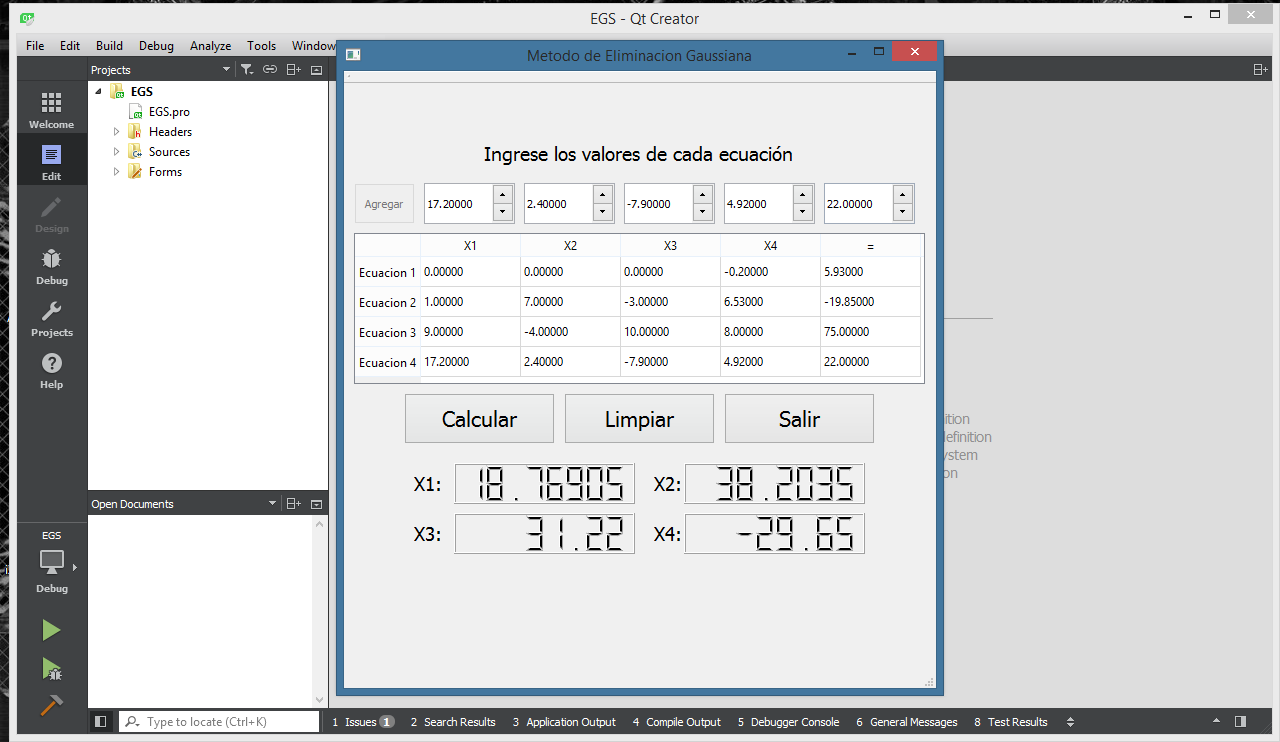 EGS - Qt Creator
File Edit Build Debug Analyze Tools Window
Metodo de Eliminacion Gaussiana
Projects
Welcome
Edit
Design
Debug
Projects
Help
EGS
EGS.pro
Headers
Sources
Forms
Ingrese los valores de cada ecuación
Agregar 17.20000 2.40000 -7.90000 4.92000 22.00000
X1 X2 X3 X4 =
Ecuacion 1 0.00000 0.00000 0.00000 -0.20000 5.93000
Ecuacion 2 1.00000 7.00000 -3.00000 6.53000 -19.85000
Ecuacion 3 9.00000 -4.00000 10.00000 8.00000 75.00000
Ecuacion 4 17.20000 2.40000 -7.90000 4.92000 22.00000
Calcular Limpiar Salir
X1: 18.76905 X2: 38.2035
X3: 31.22 X4: -29.65
ition
definition
ystem
on
Open Documents
EGS
Debug
Type to locate (Ctrl+K)
1 Issues 1 2 Search Results 3 Application Output 4 Compile Output 5 Debugger Console 6 General Messages 8 Test Results